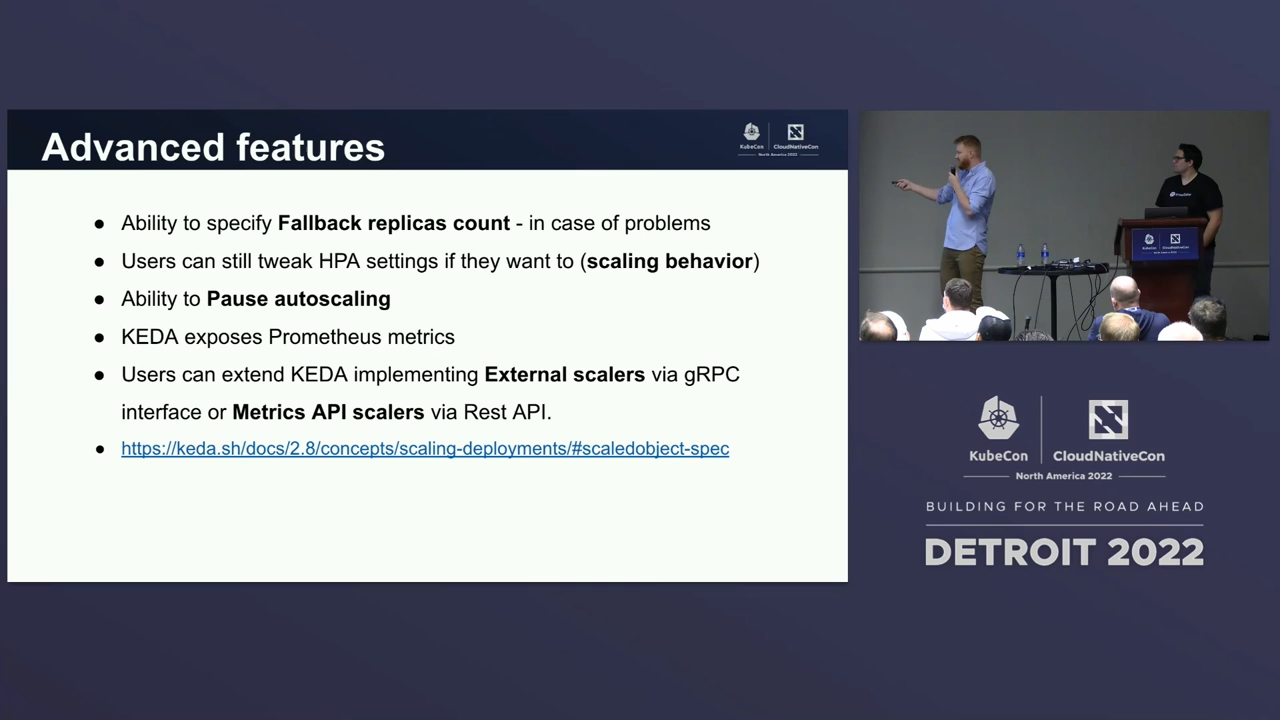 Advanced features
KubeCon
CloudNativeCon
North America 2022
● Ability to specify Fallback replicas count - in case of problems
● Users can still tweak HPA settings if they want to (scaling behavior)
● Ability to Pause autoscaling
● KEDA exposes Prometheus metrics
● Users can extend KEDA implementing External scalers via gRPC
interface or Metrics API scalers via Rest API.
● https://keda.sh/docs/2.8/concepts/scaling-deployments/#scaledobject-spec
KubeCon
CloudNativeCon
North America 2022
BUILDING FOR THE ROAD AHEAD
DETROIT 2022